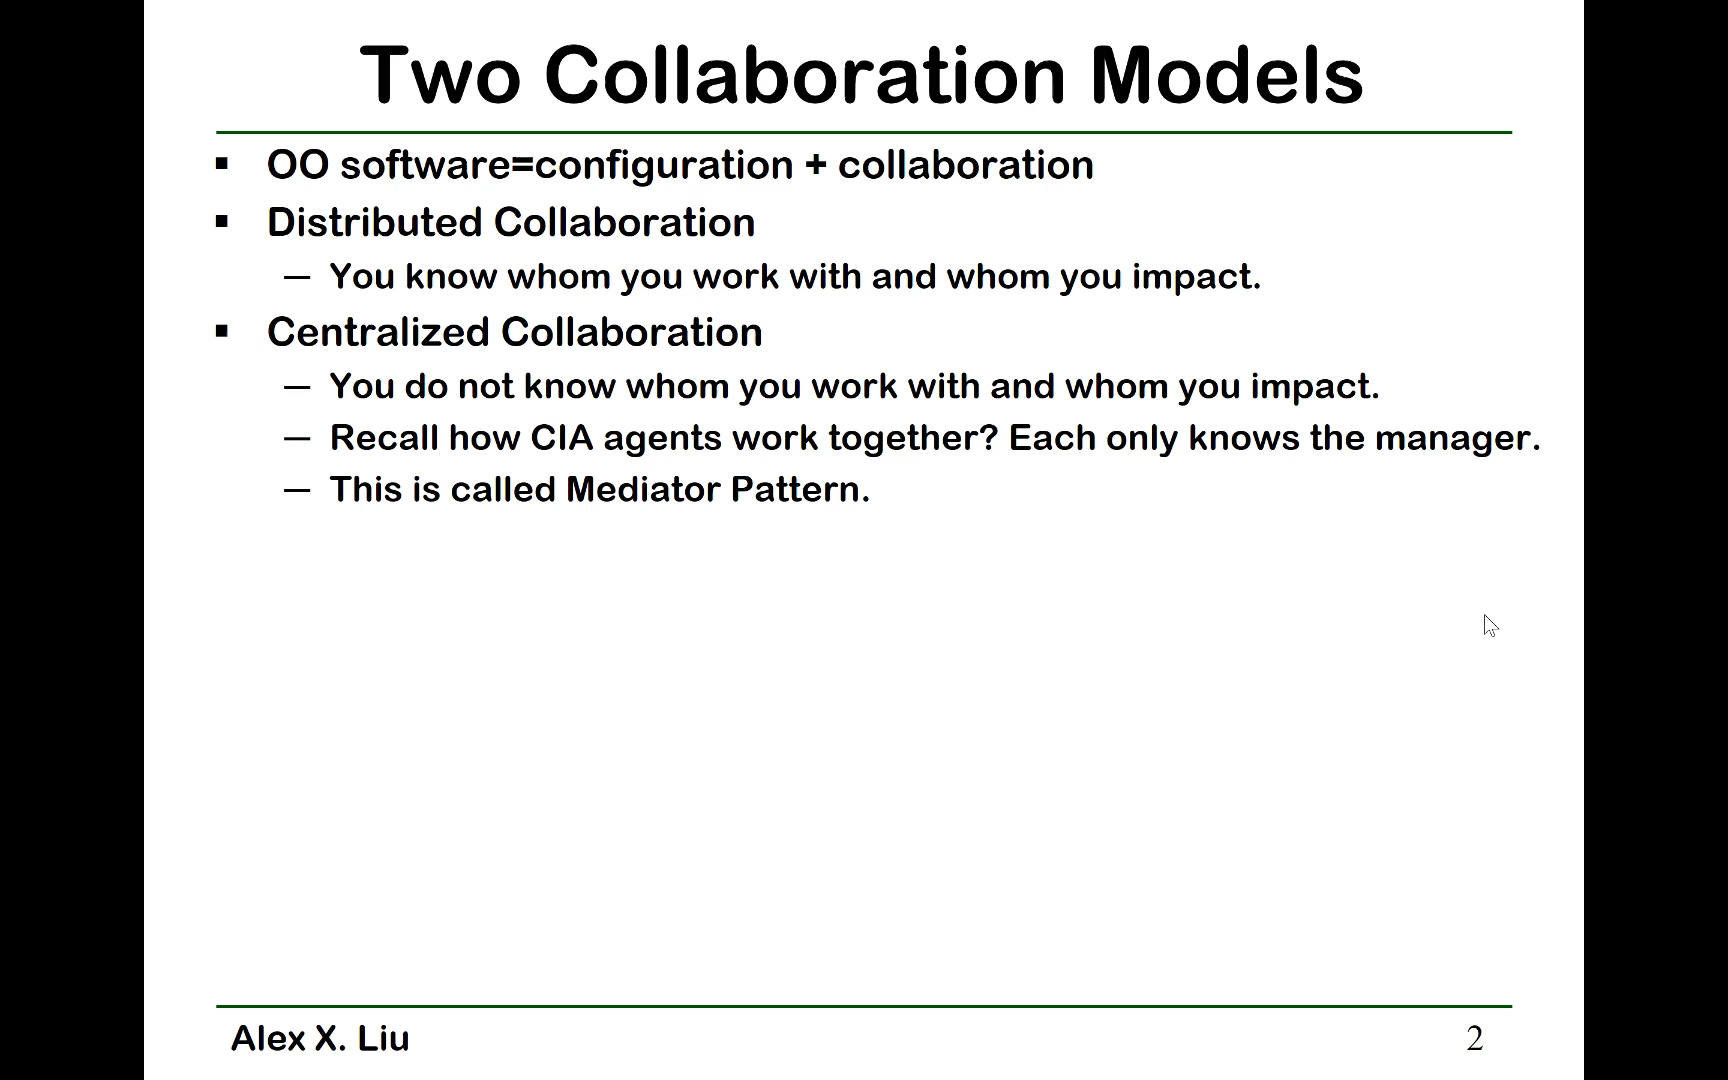 Two Collaboration Models
▪ OO software=configuration + collaboration
▪ Distributed Collaboration
— You know whom you work with and whom you impact.
▪ Centralized Collaboration
— You do not know whom you work with and whom you impact.
— Recall how CIA agents work together? Each only knows the manager.
— This is called Mediator Pattern.
Alex X. Liu
2